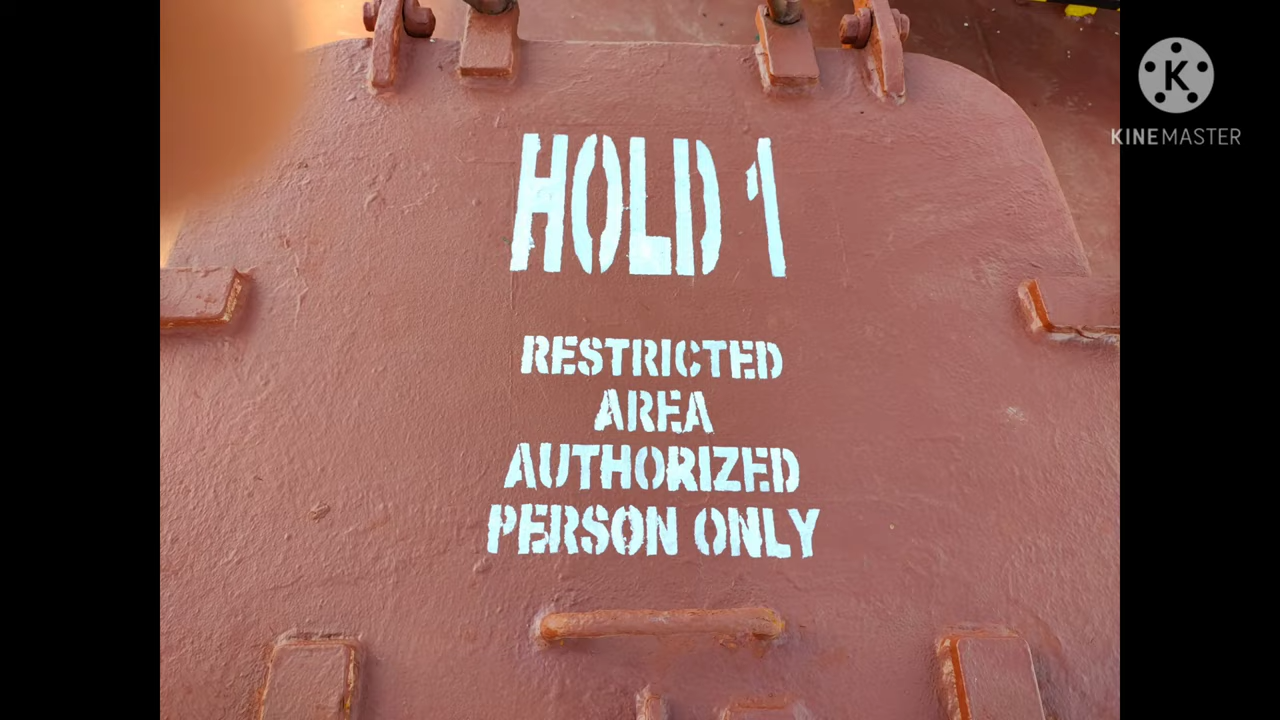 HOLD 1
RESTRICTED
AREA
AUTHORIZED
PERSON ONLY
K
KINEMASTER